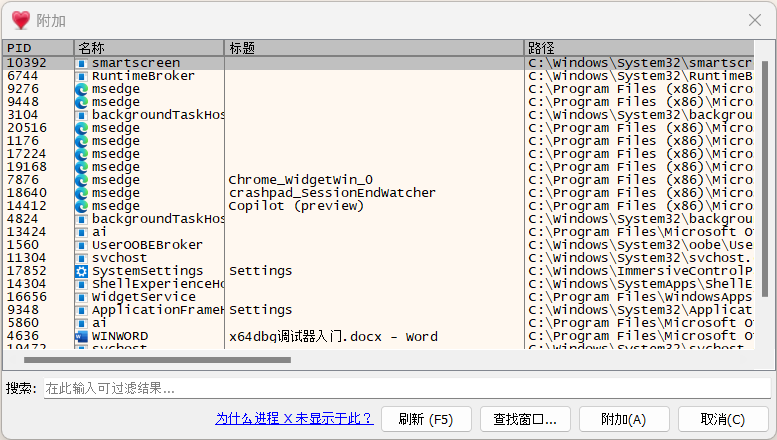 附加
PID 名称 标题 路径
10392 smartscreen C:\Windows\System32\smartscr
6744 RuntimeBroker C:\Windows\System32\RuntimeB
9276 msedge C:\Program Files (x86)\Micro
9448 msedge C:\Program Files (x86)\Micro
3104 backgroundTaskHos C:\Windows\System32\backgrou
20516 msedge C:\Program Files (x86)\Micro
1176 msedge C:\Program Files (x86)\Micro
17224 msedge C:\Program Files (x86)\Micro
19168 msedge C:\Program Files (x86)\Micro
7876 msedge Chrome_WidgetWin_0 C:\Program Files (x86)\Micro
18640 msedge crashpad_SessionEndWatcher C:\Program Files (x86)\Micro
14412 msedge Copilot (preview) C:\Program Files (x86)\Micro
4824 backgroundTaskHos C:\Windows\System32\backgrou
13424 ai C:\Program Files\Microsoft Of
1560 UserOOBEBroker C:\Windows\System32\oobe\Use
11304 svchost C:\Windows\System32\svchost.
17852 SystemSettings Settings C:\Windows\ImmersiveControlP
14304 ShellExperienceHo C:\Windows\SystemApps\ShellE
16656 WidgetService C:\Program Files\WindowsApps
9348 ApplicationFrameH Settings C:\Windows\System32\Applicat
5860 ai C:\Program Files\Microsoft Of
4636 WINWORD x64dbg调试器入门.docx - Word C:\Program Files\Microsoft Of
19472 svchost C:\Windows\System32\svchost.
搜索: 在此输入可过滤结果...
为什么进程 X 未显示于此？ 刷新 (F5) 查找窗口... 附加(A) 取消(C)